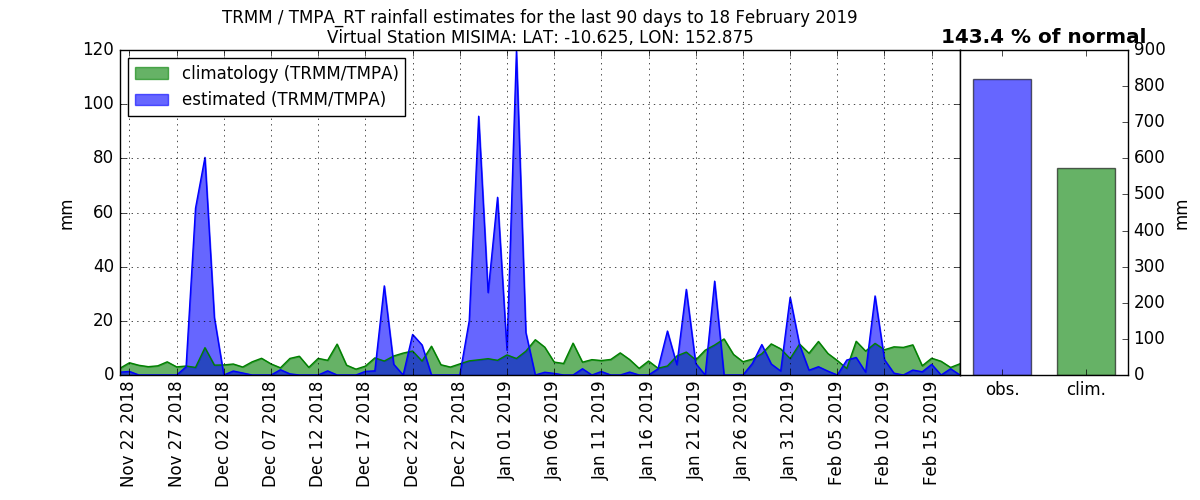 TRMM / TMPA_RT rainfall estimates for the last 90 days to 18 February 2019
Virtual Station MISIMA: LAT: -10.625, LON: 152.875
143.4 % of normal
climatology (TRMM/TMPA)
estimated (TRMM/TMPA)
120
100
80
60
40
20
0
mm
900
800
700
600
500
400
300
200
100
0
mm
Nov 22 2018
Nov 27 2018
Dec 02 2018
Dec 07 2018
Dec 12 2018
Dec 17 2018
Dec 22 2018
Dec 27 2018
Jan 01 2019
Jan 06 2019
Jan 11 2019
Jan 16 2019
Jan 21 2019
Jan 26 2019
Jan 31 2019
Feb 05 2019
Feb 10 2019
Feb 15 2019
obs.
clim.